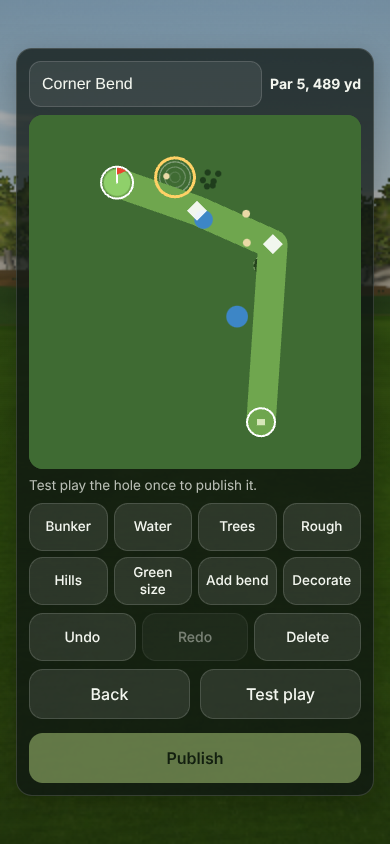 Corner Bend
Par 5, 489 yd
Test play the hole once to publish it.
Bunker
Water
Trees
Rough
Hills
Green
size
Add bend
Decorate
Undo
Redo
Delete
Back
Test play
Publish